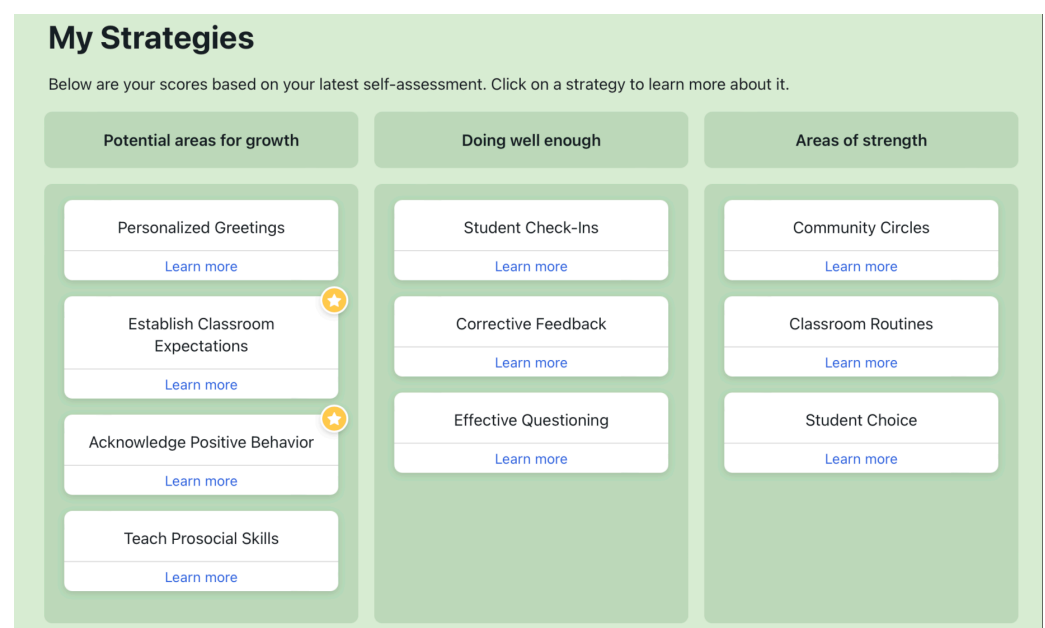 My Strategies
Below are your scores based on your latest self-assessment. Click on a strategy to learn more about it.
Potential areas for growth
Doing well enough
Areas of strength
Personalized Greetings
Learn more
Establish Classroom
Expectations
Learn more
Acknowledge Positive Behavior
Learn more
Teach Prosocial Skills
Learn more
Student Check-Ins
Learn more
Corrective Feedback
Learn more
Effective Questioning
Learn more
Community Circles
Learn more
Classroom Routines
Learn more
Student Choice
Learn more